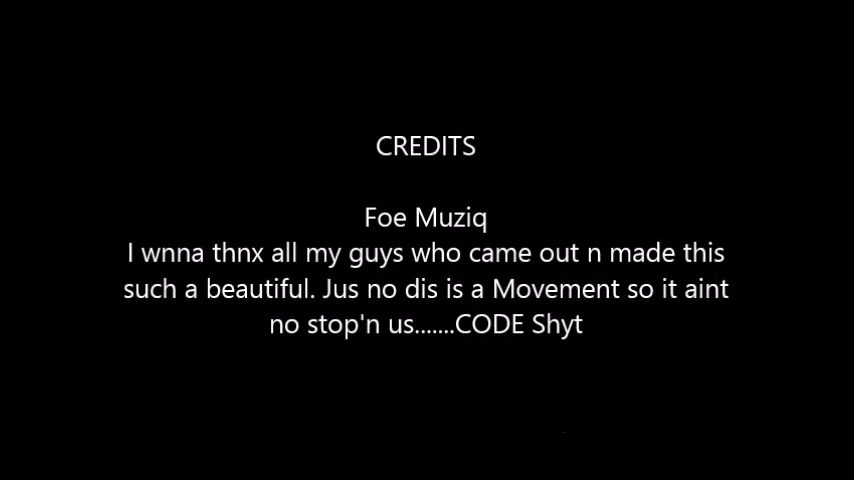 CREDITS
Foe Muziq
I wnna thnx all my guys who came out n made this
such a beautiful. Jus no dis is a Movement so it aint
no stop'n us.......CODE Shyt